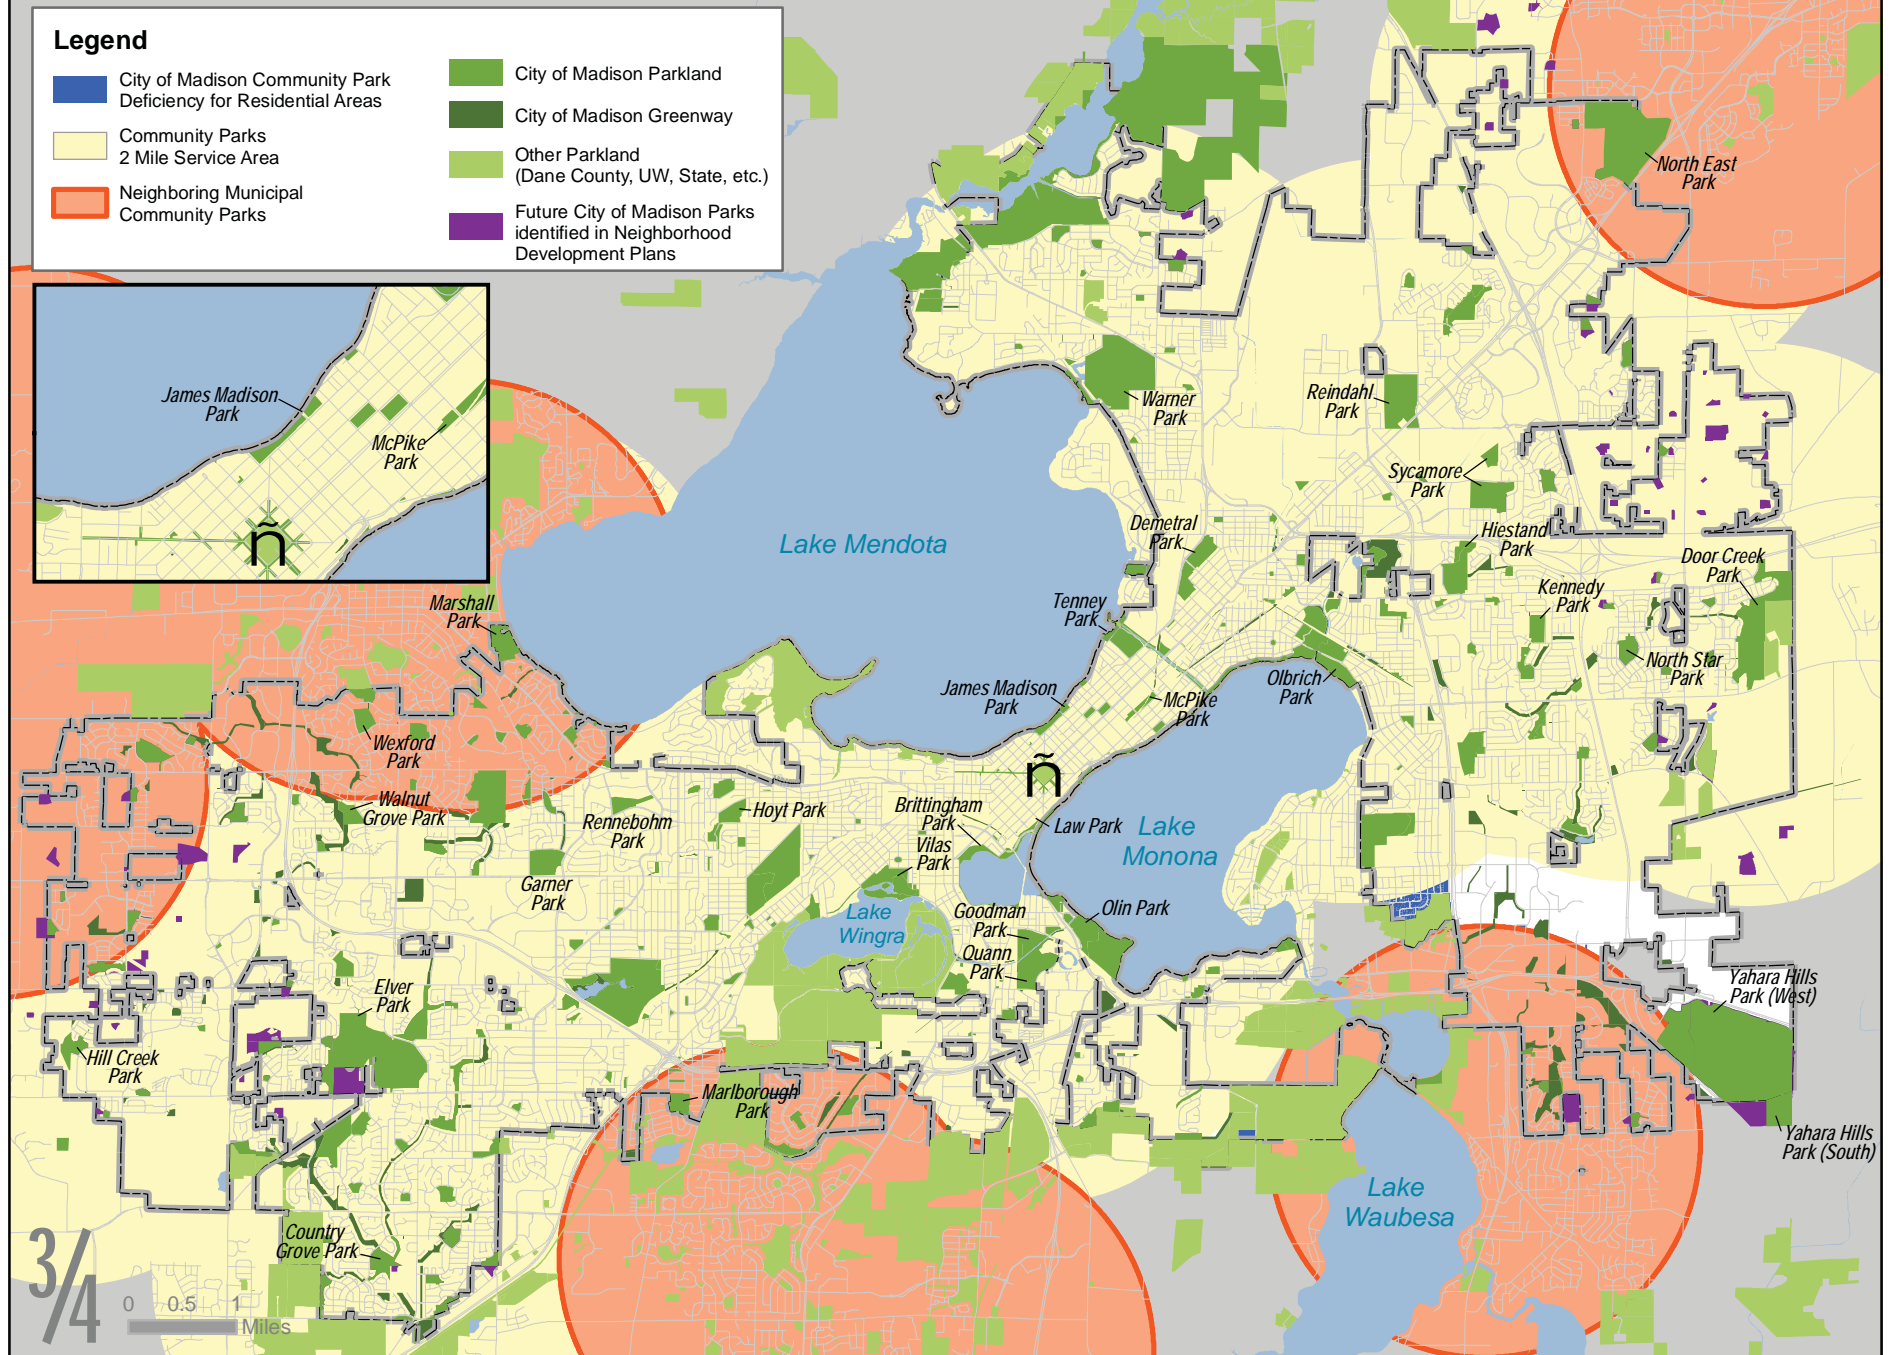 Legend
City of Madison Community Park
Deficiency for Residential Areas
Community Parks
2 Mile Service Area
Neighboring Municipal
Community Parks
City of Madison Parkland
City of Madison Greenway
Other Parkland
(Dane County, UW, State, etc.)
Future City of Madison Parks
identified in Neighborhood
Development Plans
James Madison
Park
McPike
Park
ñ
North East
Park
Warner
Park
Reindahl
Park
Sycamore
Park
Lake Mendota
Demetral
Park
Hiestand
Park
Door Creek
Park
Kennedy
Park
Marshall
Park
Tenney
Park
North Star
Park
Olbrich
Park
James Madison
Park
McPike
Park
Wexford
Park
ñ
Walnut
Grove Park
Rennebohm
Park
Hoyt Park
Brittingham
Park
Law Park
Lake
Monona
Vilas
Park
Garner
Park
Lake
Wingra
Goodman
Park
Olin Park
Quann
Park
Elver
Park
Yahara Hills
Park (West)
Hill Creek
Park
Marlborough
Park
Yahara Hills
Park (South)
Lake
Waubesa
Country
Grove Park
3/4
0 0.5 1
Miles